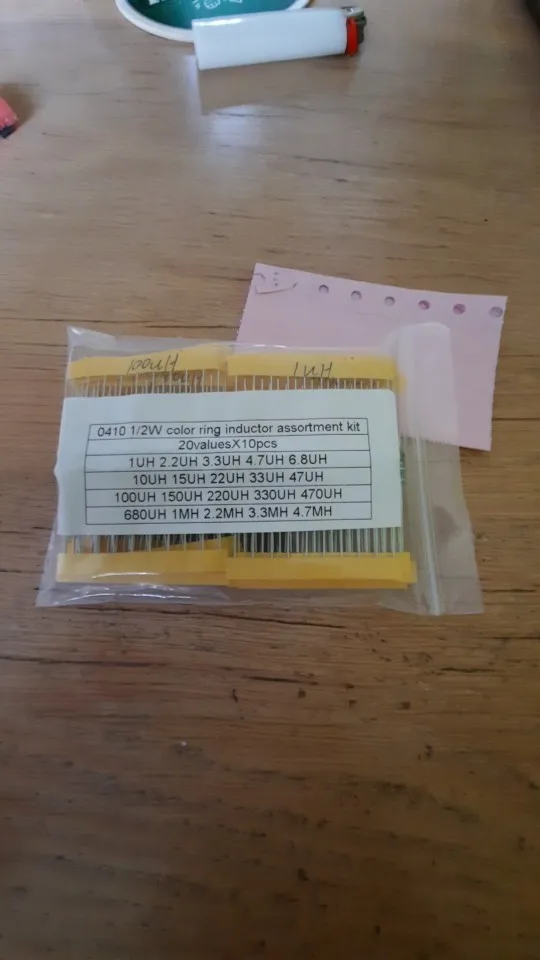 100uH 1uH
0410 1/2W color ring inductor assortment kit
20valuesX10pcs
1UH 2.2UH 3.3UH 4.7UH 6.8UH
10UH 15UH 22UH 33UH 47UH
100UH 150UH 220UH 330UH 470UH
680UH 1MH 2.2MH 3.3MH 4.7MH